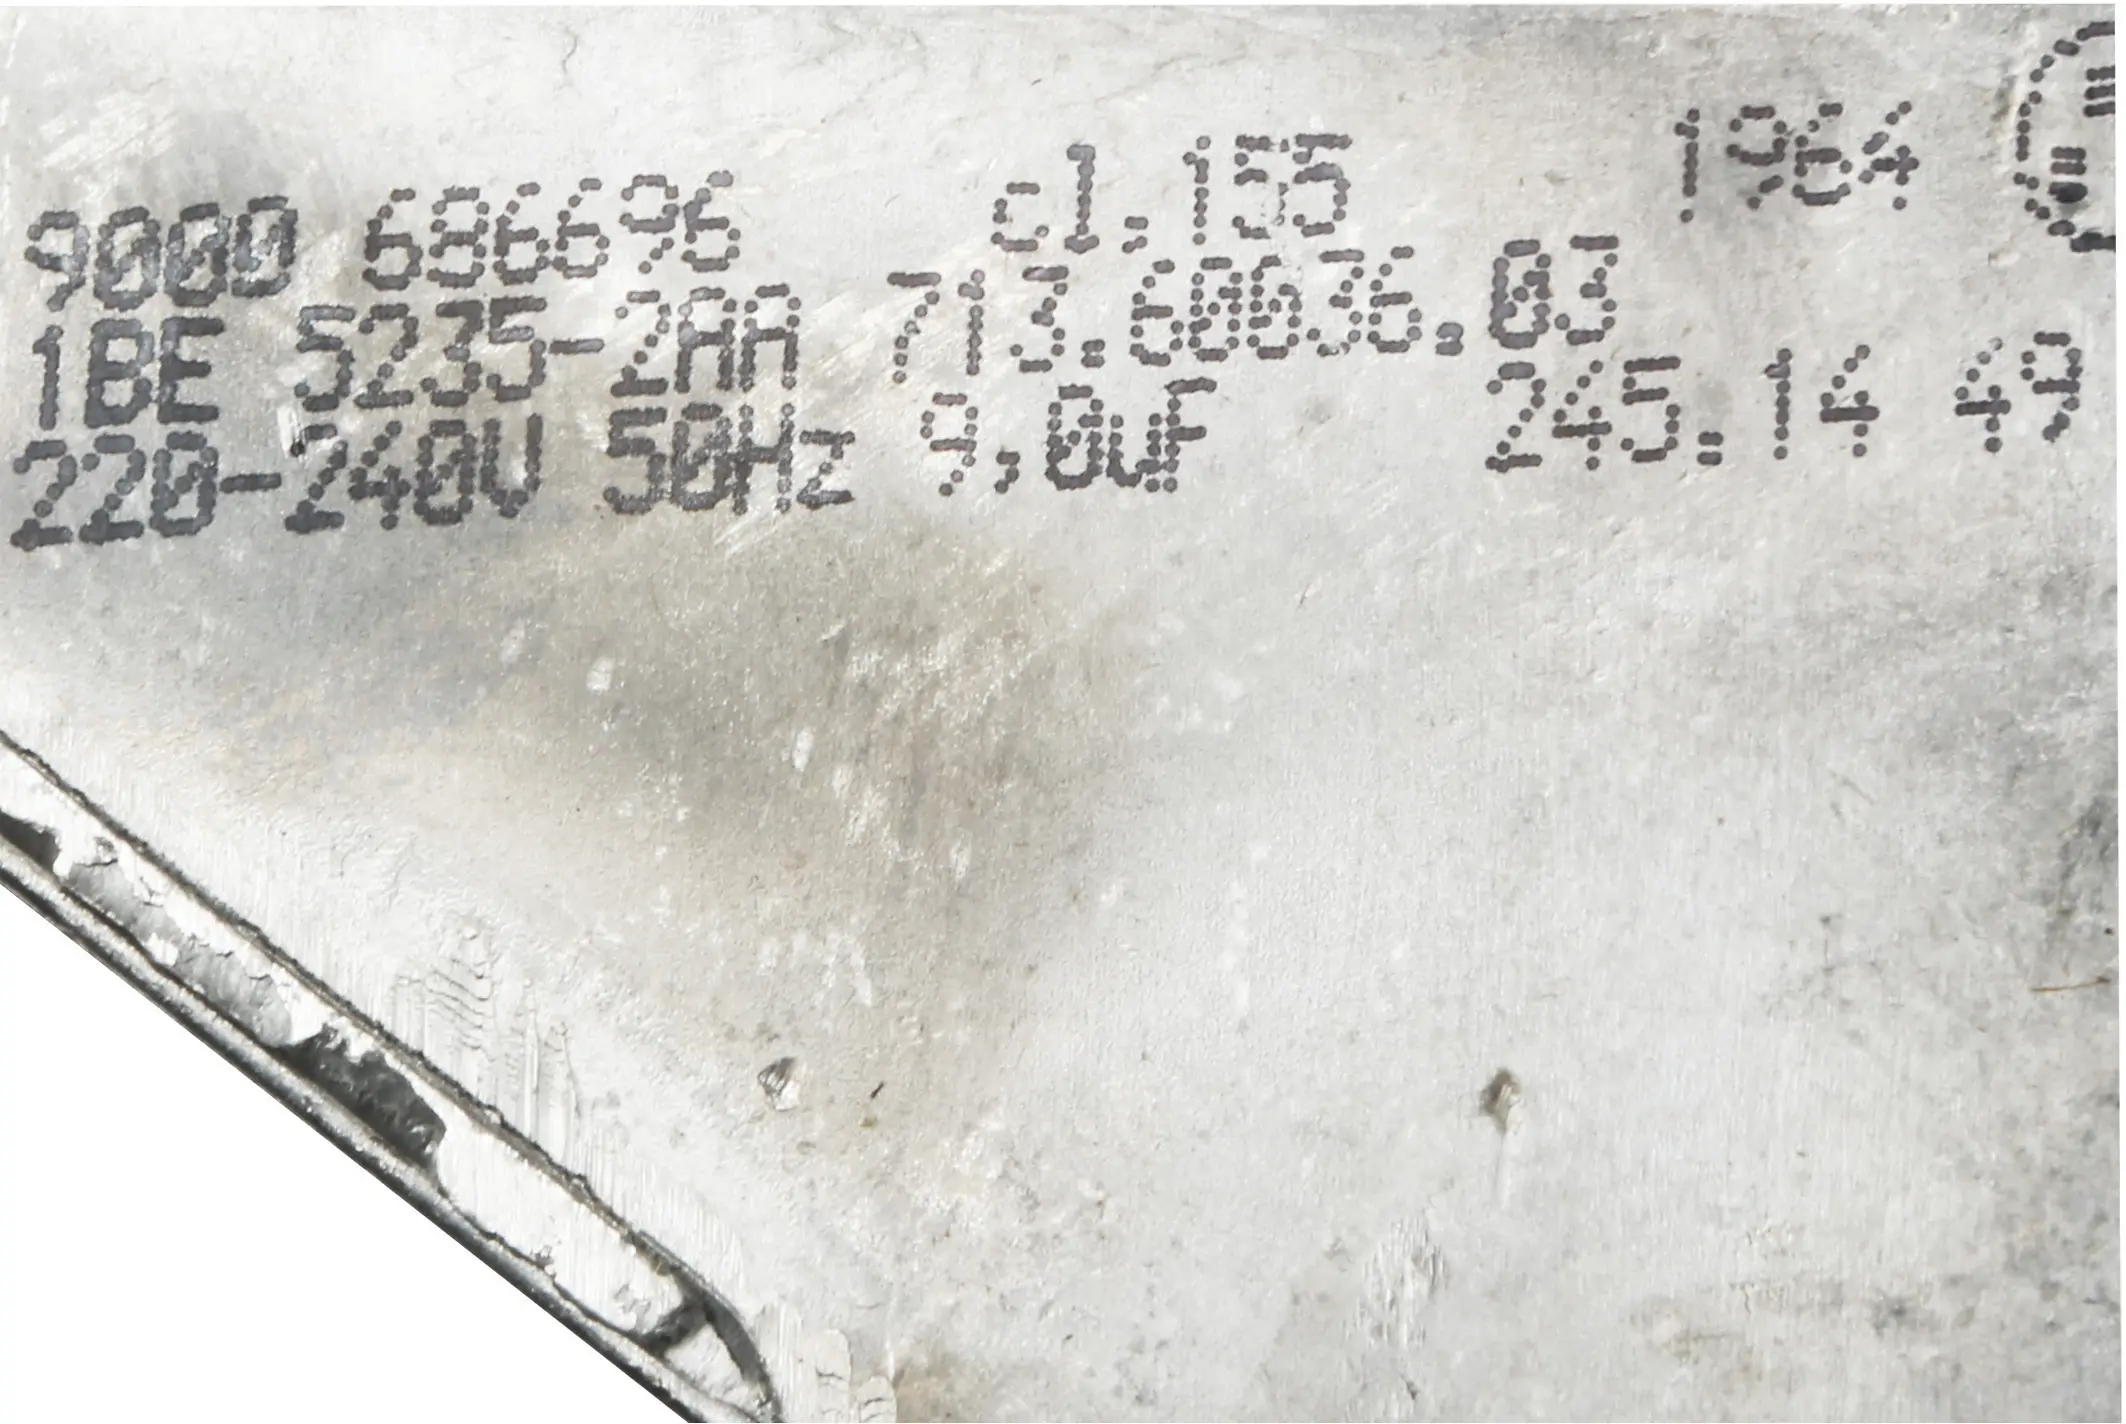 9000 686696 cl.155 1964
1BE 5235-2AA 713.60636.03
220-240V 50Hz 9,0uF 245.14 49